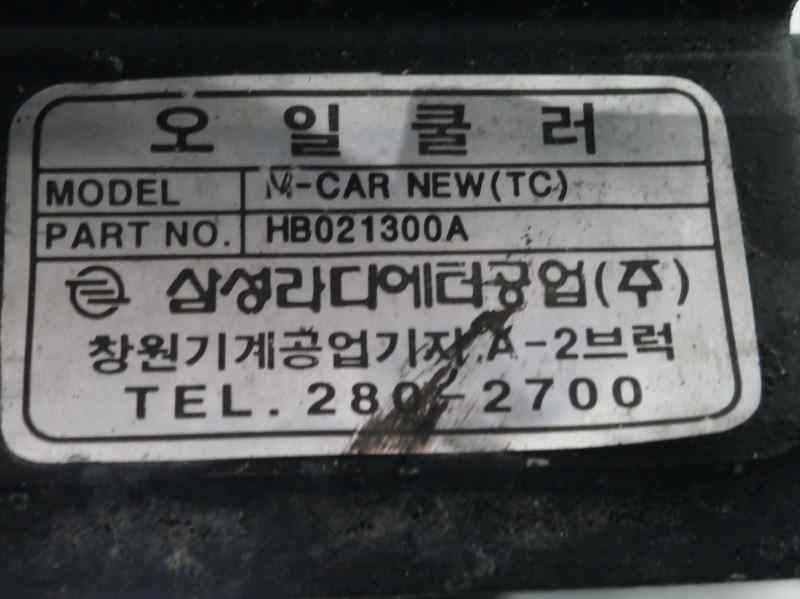 오일쿨러
MODEL M-CAR NEW(TC)
PART NO. HB021300A
삼성라디에터공업(주)
창원기계공업기지 A-2브럭
TEL. 280-2700